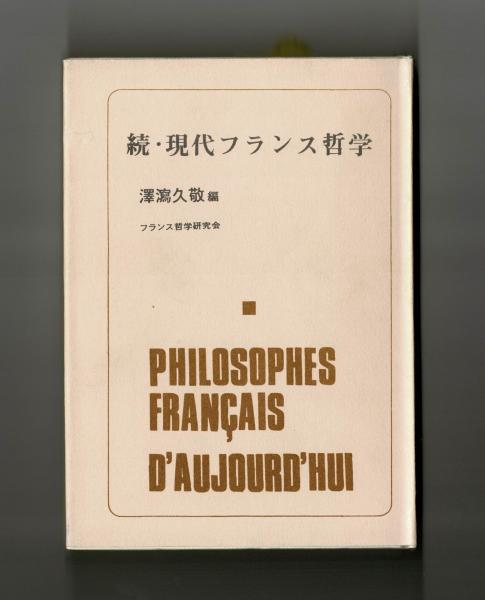 続・現代フランス哲学
澤瀉久敬 編
フランス哲学研究会
PHILOSOPHES
FRANÇAIS
D'AUJOURD'HUI